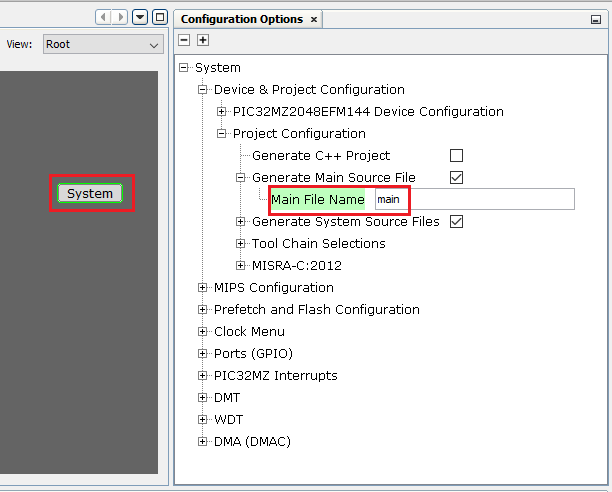 Configuration Options ×
View: Root
System
System
Device & Project Configuration
PIC32MZ2048EFM144 Device Configuration
Project Configuration
Generate C++ Project
Generate Main Source File
Main File Name main
Generate System Source Files
Tool Chain Selections
MISRA-C:2012
MIPS Configuration
Prefetch and Flash Configuration
Clock Menu
Ports (GPIO)
PIC32MZ Interrupts
DMT
WDT
DMA (DMAC)